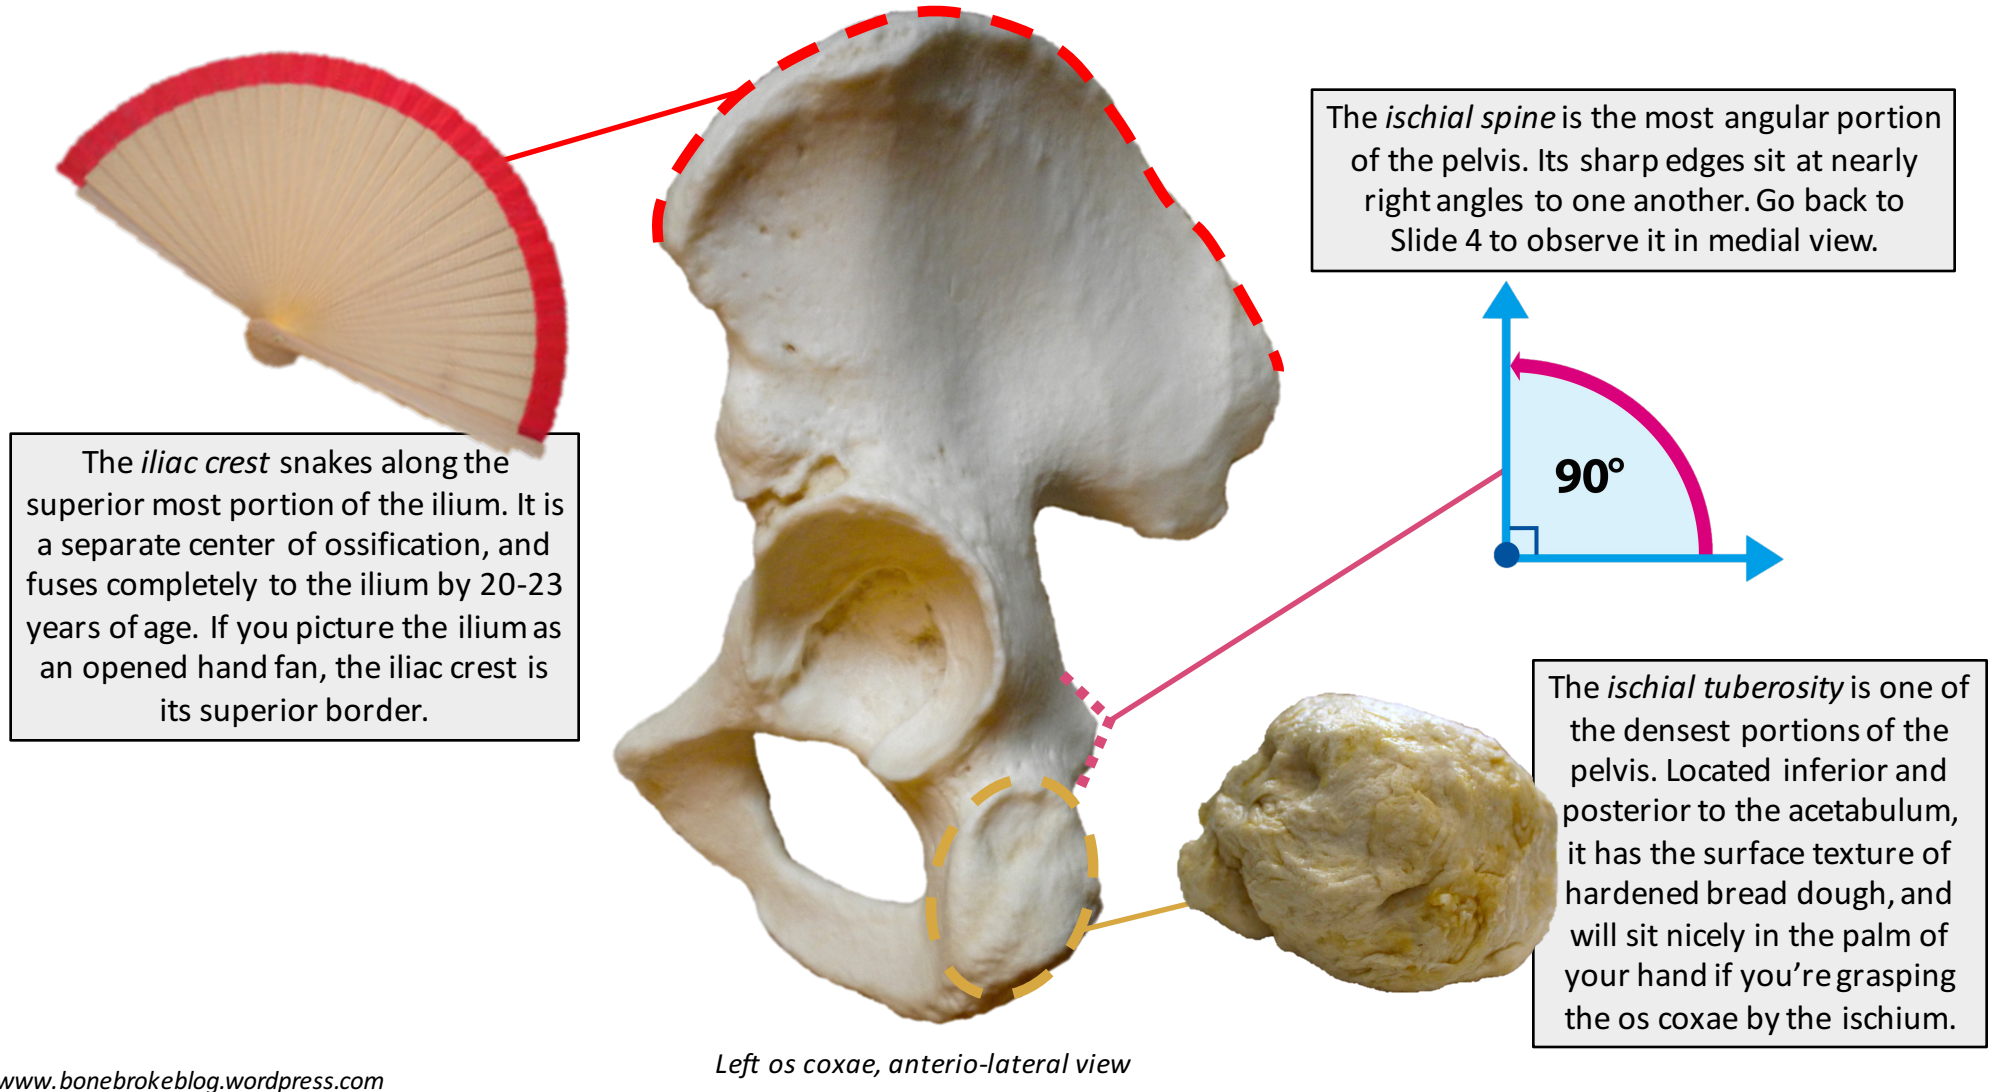 The iliac crest snakes along the
superior most portion of the ilium. It is
a separate center of ossification, and
fuses completely to the ilium by 20-23
years of age. If you picture the ilium as
an opened hand fan, the iliac crest is
its superior border.
The ischial spine is the most angular portion
of the pelvis. Its sharp edges sit at nearly
right angles to one another. Go back to
Slide 4 to observe it in medial view.
90°
The ischial tuberosity is one of
the densest portions of the
pelvis. Located inferior and
posterior to the acetabulum,
it has the surface texture of
hardened bread dough, and
will sit nicely in the palm of
your hand if you’re grasping
the os coxae by the ischium.
Left os coxae, anterio-lateral view
www.bonebrokeblog.wordpress.com